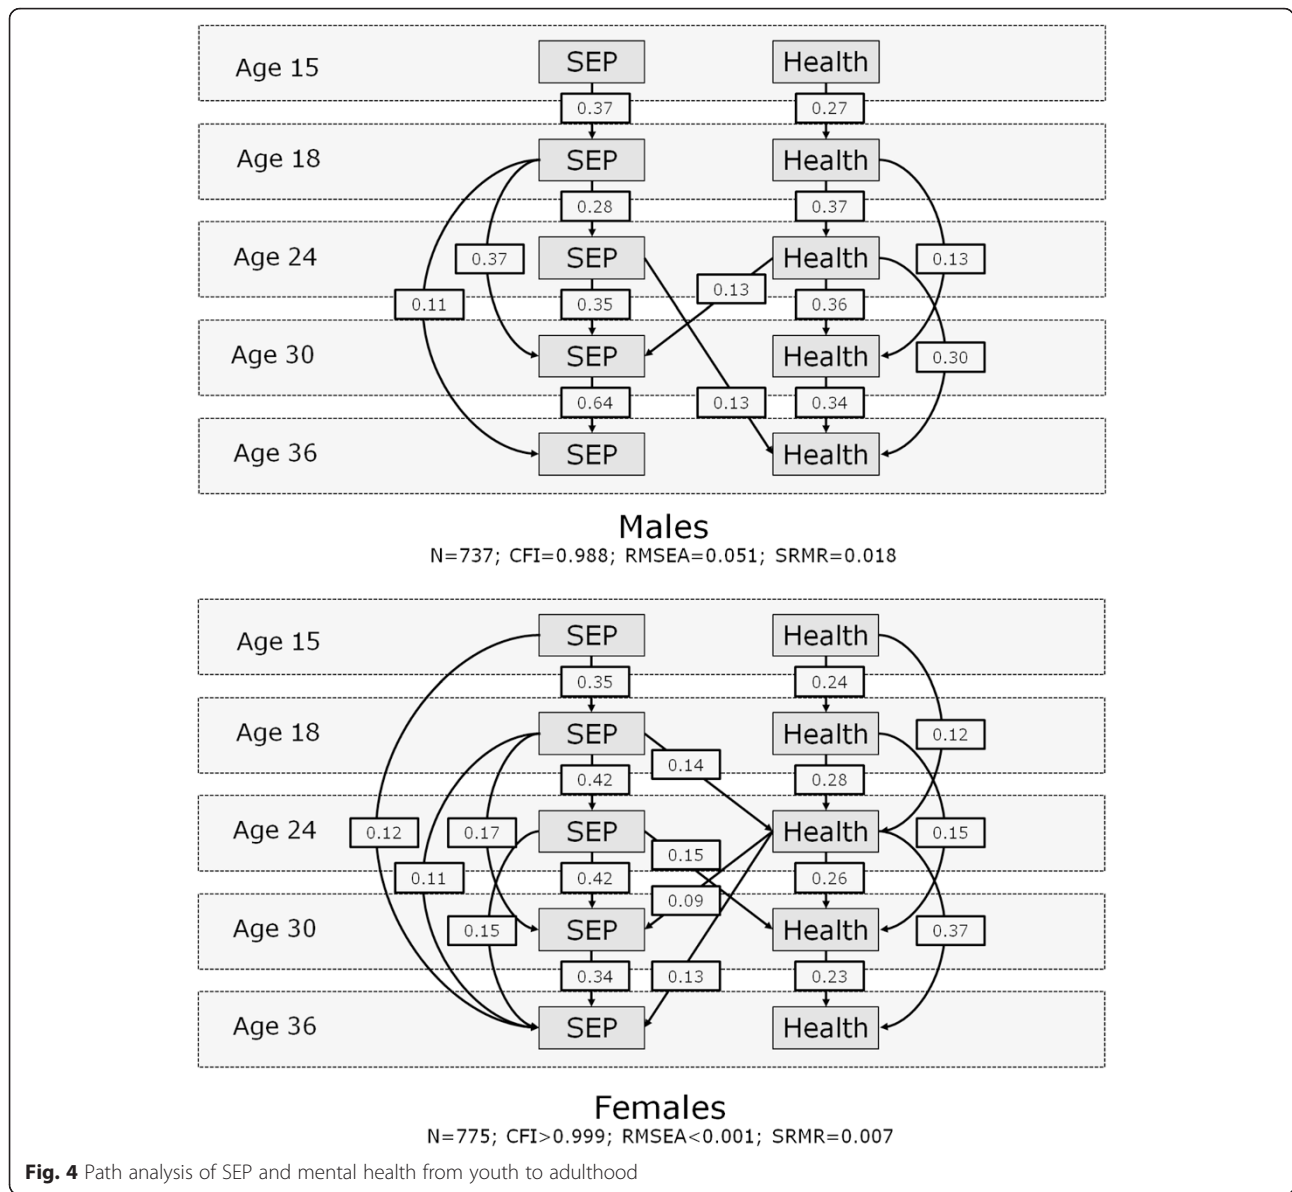 Age 15 SEP Health
0.37 0.27
Age 18 SEP Health
0.28 0.37
Age 24 0.37 SEP Health 0.13
0.13
0.11 0.35 0.36
Age 30 SEP Health 0.30
0.64 0.13 0.34
Age 36 SEP Health
Males
N=737; CFI=0.988; RMSEA=0.051; SRMR=0.018
Age 15 SEP Health
0.35 0.24
Age 18 SEP Health 0.12
0.14
0.42 0.28
Age 24 0.12 0.17 SEP Health 0.15
0.15
0.11 0.42 0.26
0.09
Age 30 0.15 SEP Health 0.37
0.34 0.13 0.23
Age 36 SEP Health
Females
N=775; CFI>0.999; RMSEA<0.001; SRMR=0.007
Fig. 4 Path analysis of SEP and mental health from youth to adulthood